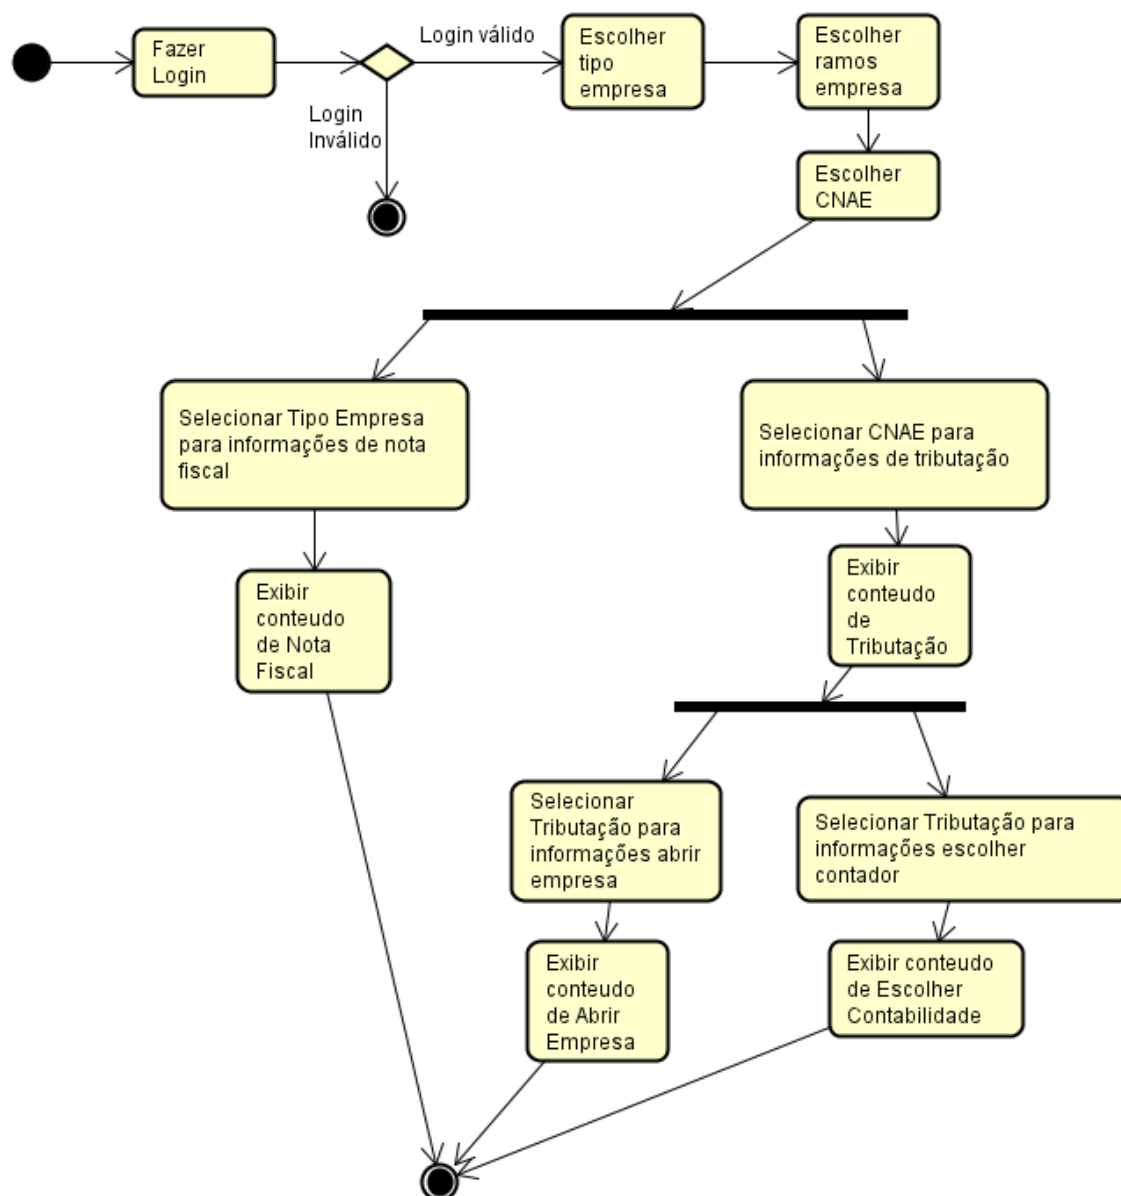 Fazer
Login
Login válido
Login
Inválido
Escolher
tipo
empresa
Escolher
ramos
empresa
Escolher
CNAE
Selecionar Tipo Empresa
para informações de nota
fiscal
Selecionar CNAE para
informações de tributação
Exibir
conteudo
de Nota
Fiscal
Exibir
conteudo
de
Tributação
Selecionar
Tributação para
informações abrir
empresa
Selecionar Tributação para
informações escolher
contador
Exibir
conteudo
de Abrir
Empresa
Exibir conteudo
de Escolher
Contabilidade